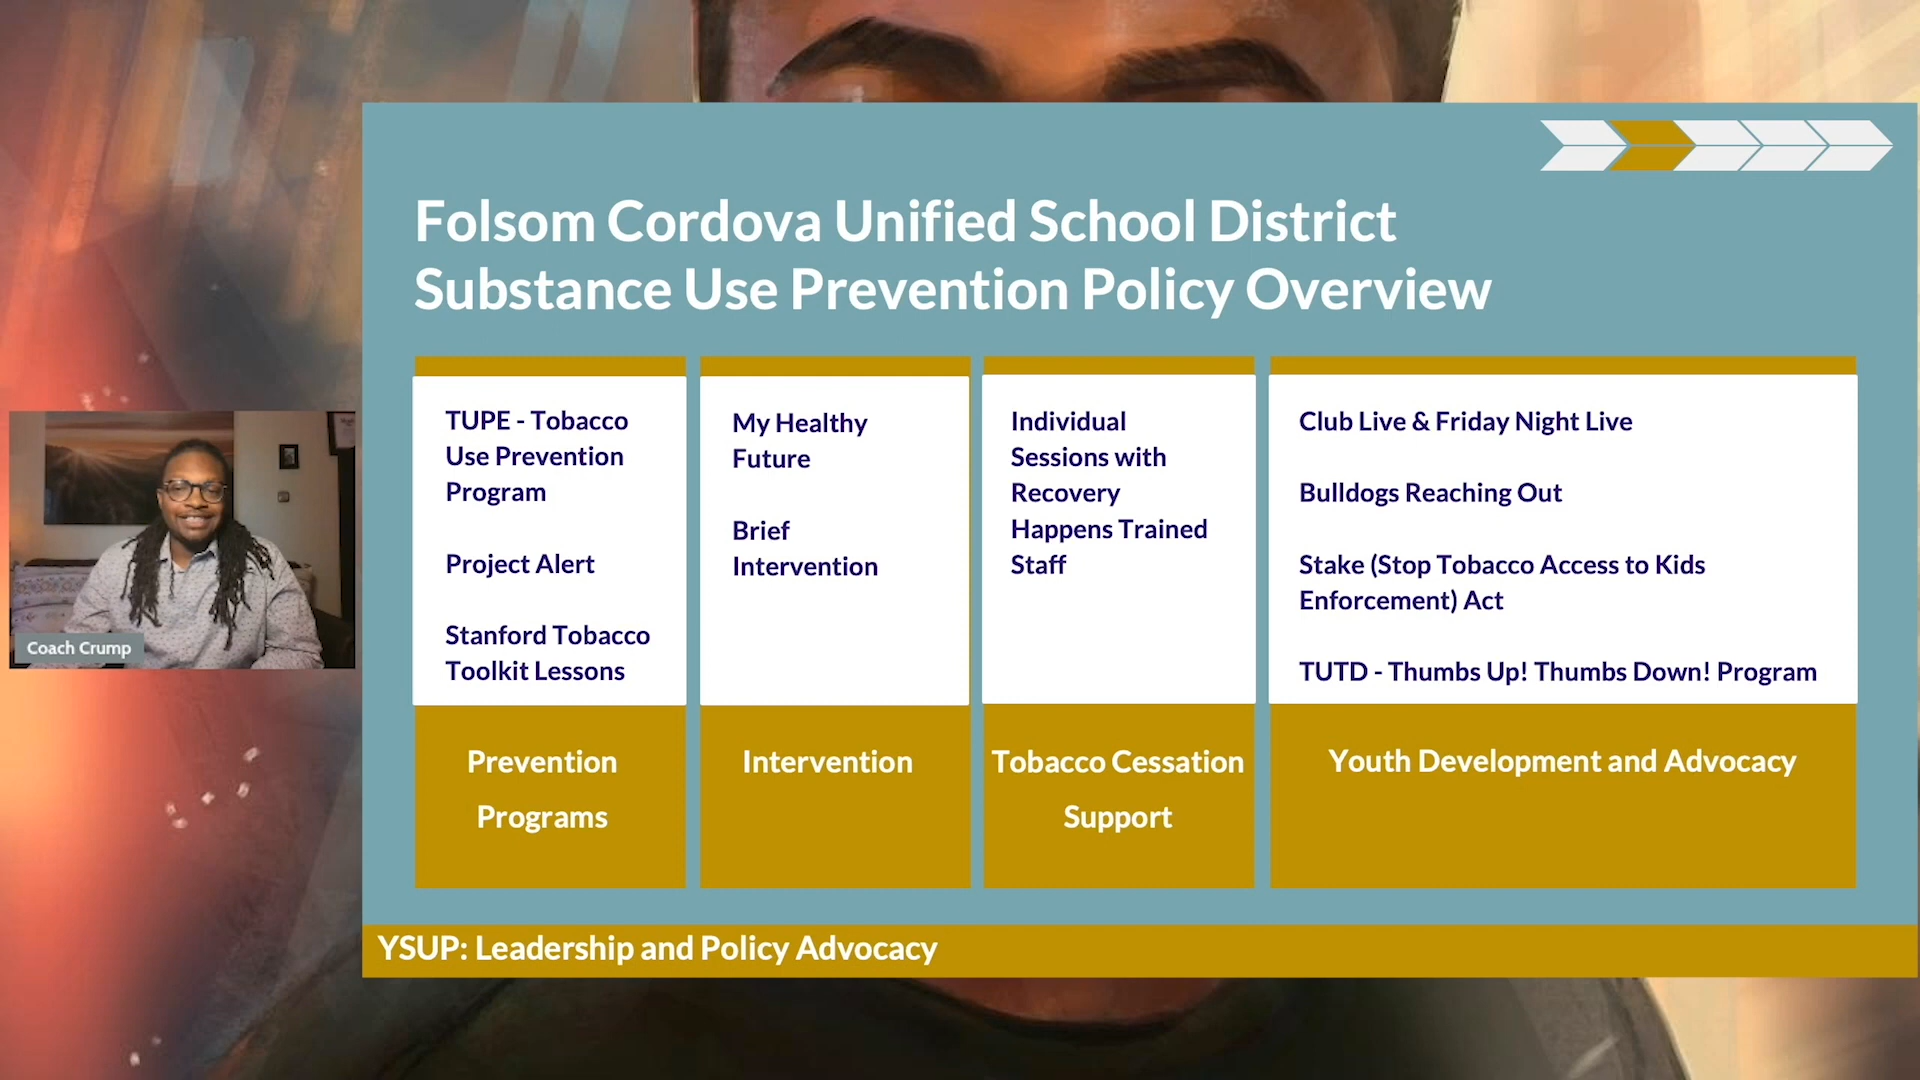 Folsom Cordova Unified School District
Substance Use Prevention Policy Overview
TUPE - Tobacco
Use Prevention
Program
Project Alert
Stanford Tobacco
Toolkit Lessons
Prevention
Programs
My Healthy
Future
Brief
Intervention
Intervention
Individual
Sessions with
Recovery
Happens Trained
Staff
Tobacco Cessation
Support
Club Live & Friday Night Live
Bulldogs Reaching Out
Stake (Stop Tobacco Access to Kids
Enforcement) Act
TUTD - Thumbs Up! Thumbs Down! Program
Youth Development and Advocacy
Coach Crump
YSUP: Leadership and Policy Advocacy